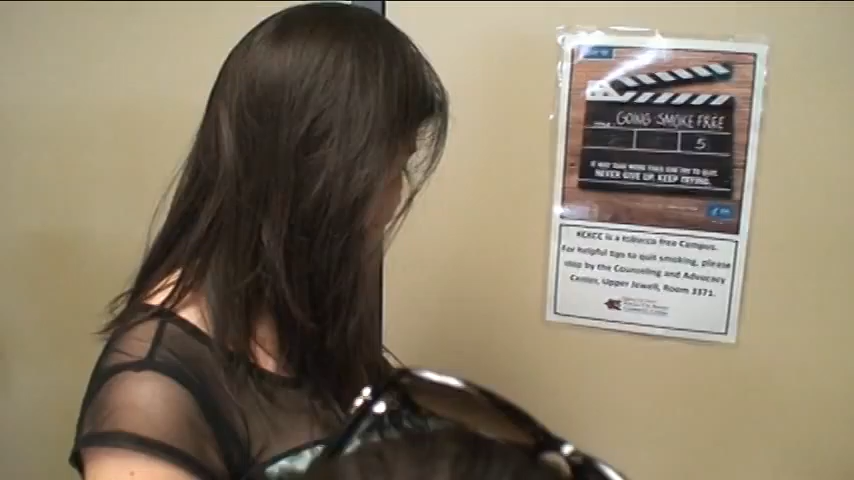 GOING SMOKE FREE
5
IT MAY TAKE MORE THAN ONE TRY TO QUIT.
NEVER GIVE UP. KEEP TRYING.
KCKCC is a tobacco free Campus.
For helpful tips to quit smoking, please
stop by the Counseling and Advocacy
Center, Upper Jewell, Room 3371.